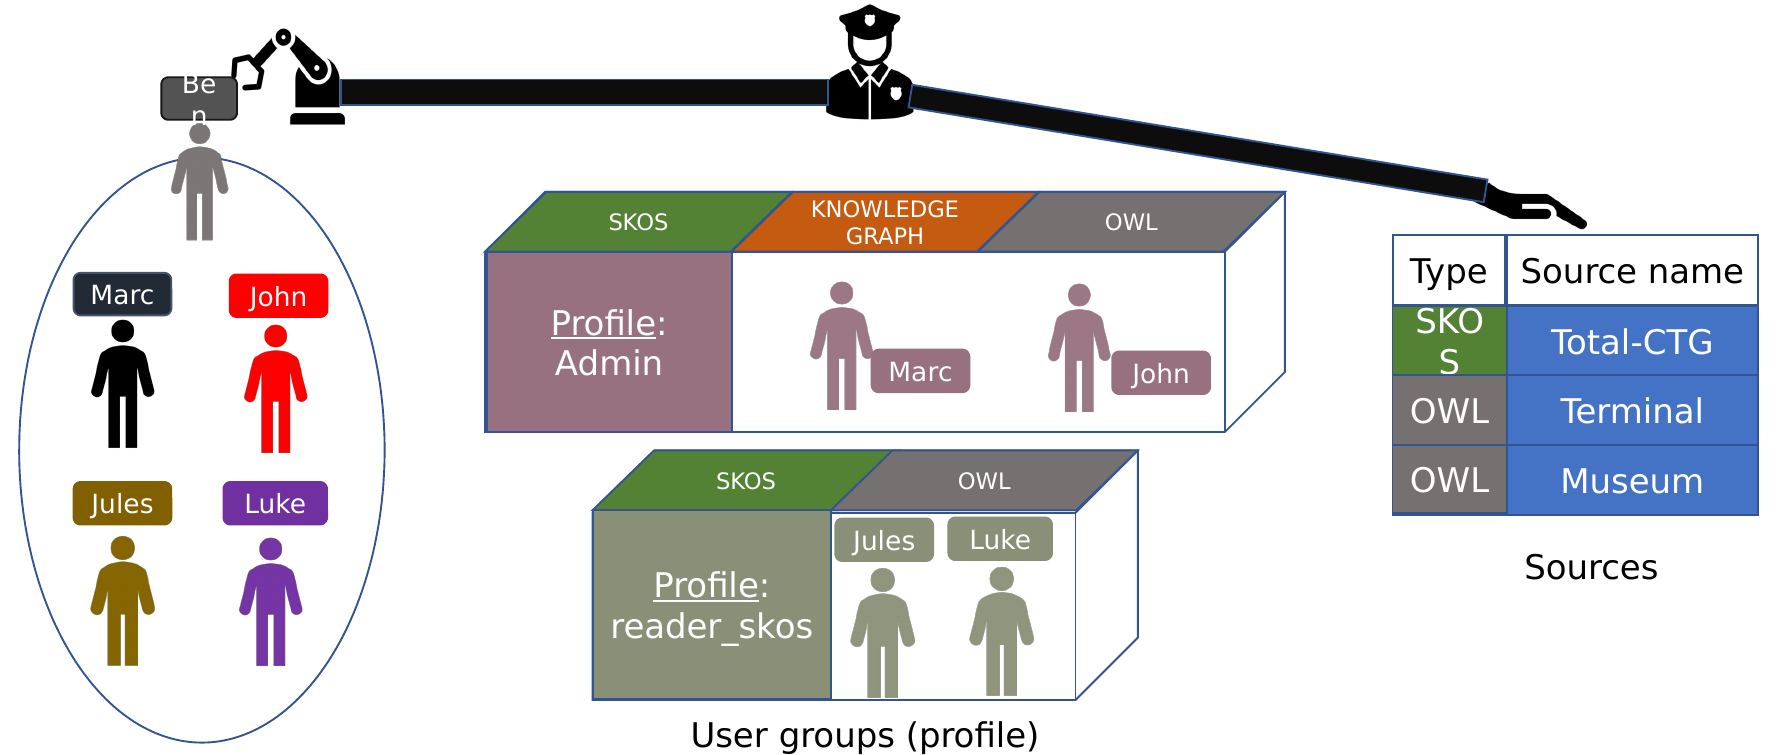 Be
n
Marc
John
Jules
Luke
SKOS
KNOWLEDGE
GRAPH
OWL
Profile:
Admin
Marc
John
SKOS
OWL
Profile:
reader_skos
Jules
Luke
User groups (profile)
Type
Source name
SKO
S
Total-CTG
OWL
Terminal
OWL
Museum
Sources